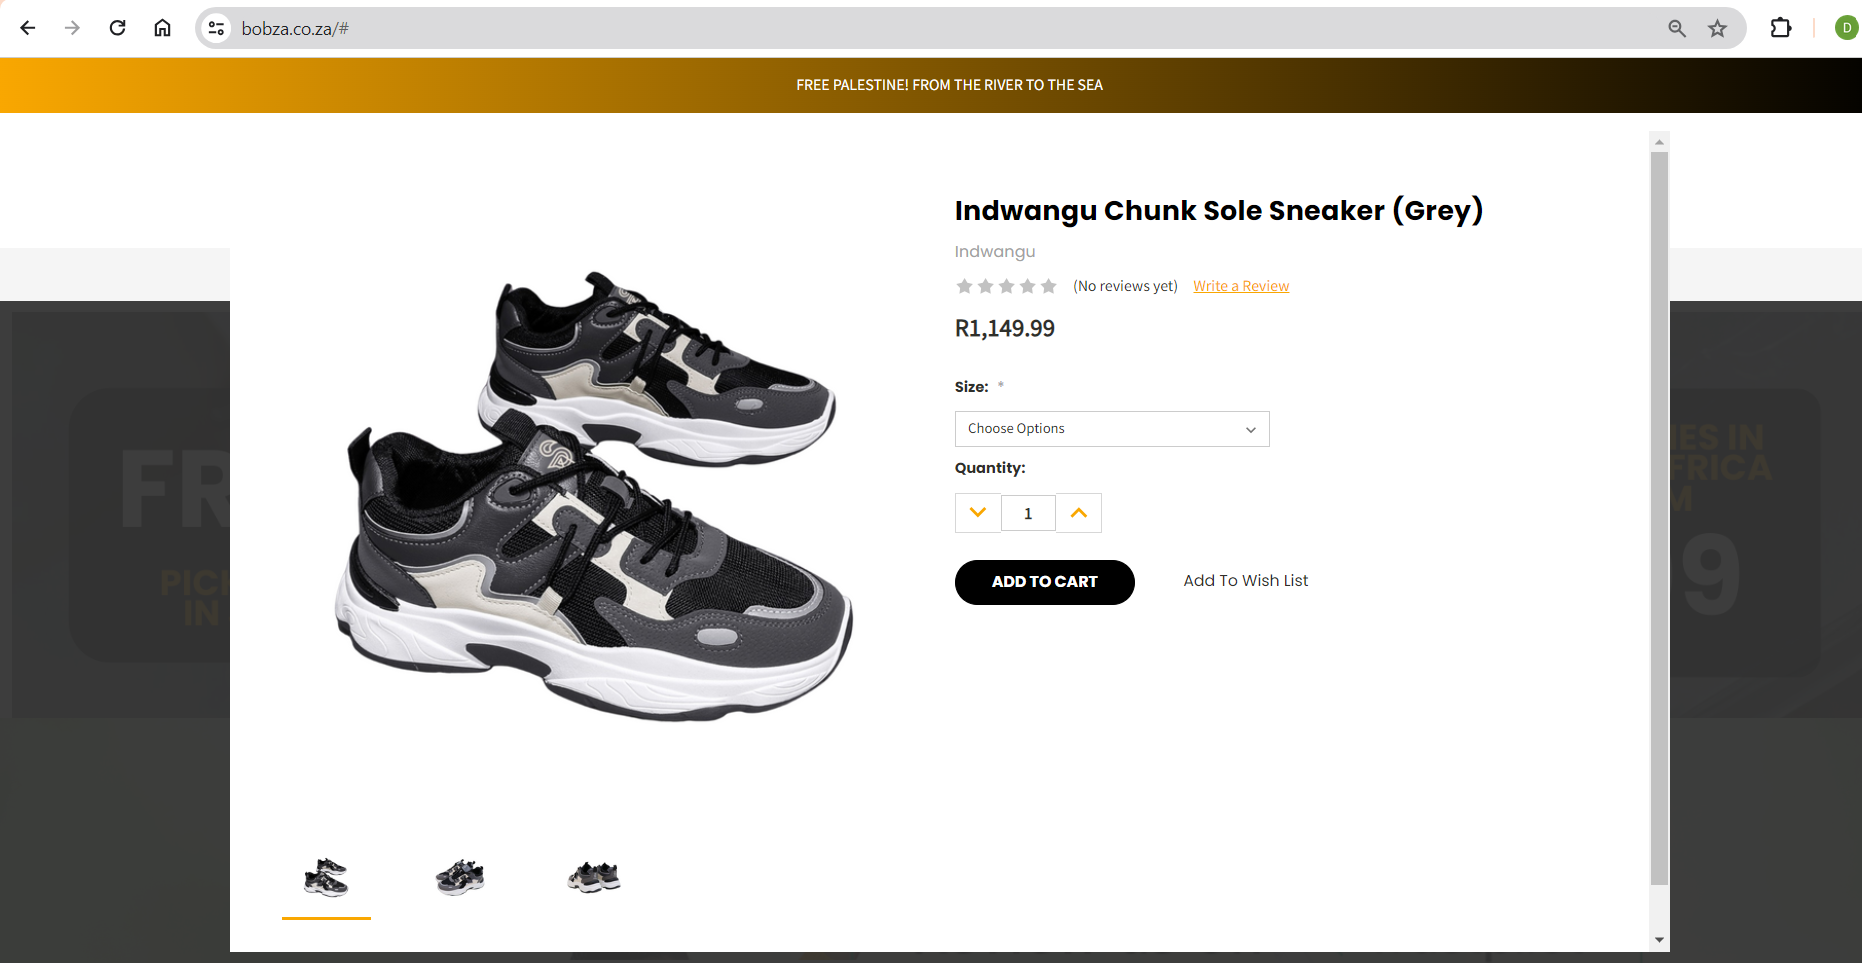 bobza.co.za/#
D
FREE PALESTINE! FROM THE RIVER TO THE SEA
Indwangu Chunk Sole Sneaker (Grey)
Indwangu
(No reviews yet) Write a Review
R1,149.99
Size: *
Choose Options
Quantity:
1
ADD TO CART
Add To Wish List
FR
PICK
IN
IES IN
FRICA
M
9